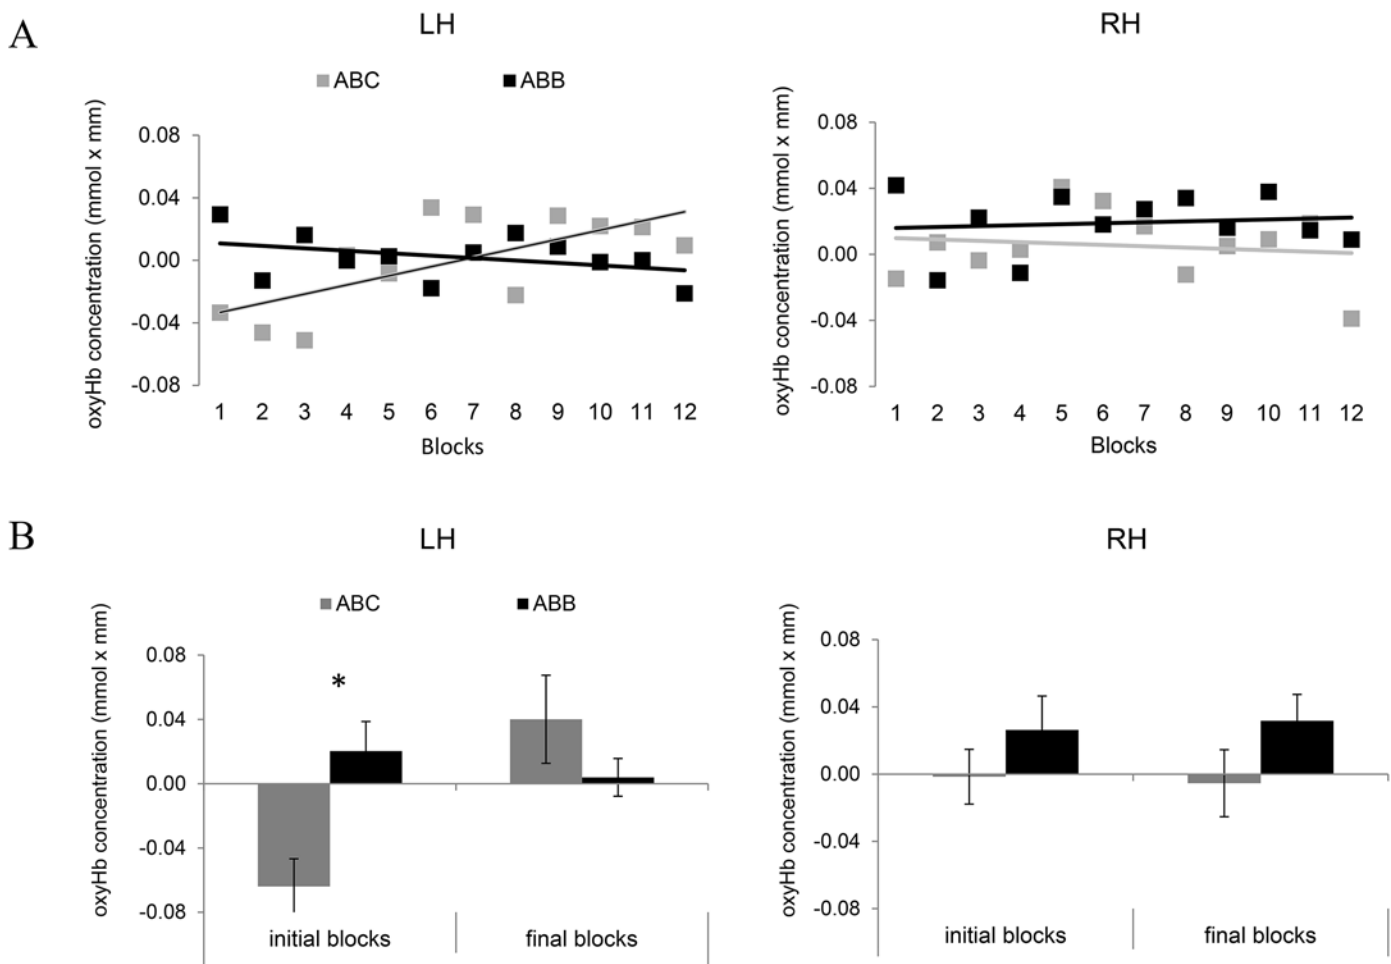 A
LH
RH
ABC
ABB
oxyHb concentration (mmol x mm)
0.08
0.04
0.00
-0.04
-0.08
1 2 3 4 5 6 7 8 9 10 11 12
Blocks
oxyHb concentration (mmol x mm)
0.08
0.04
0.00
-0.04
-0.08
1 2 3 4 5 6 7 8 9 10 11 12
Blocks
B
LH
RH
ABC
ABB
oxyHb concentration (mmol x mm)
0.08
0.04
0.00
-0.04
-0.08
*
initial blocks
final blocks
oxyHb concentration (mmol x mm)
0.08
0.04
0.00
-0.04
-0.08
initial blocks
final blocks